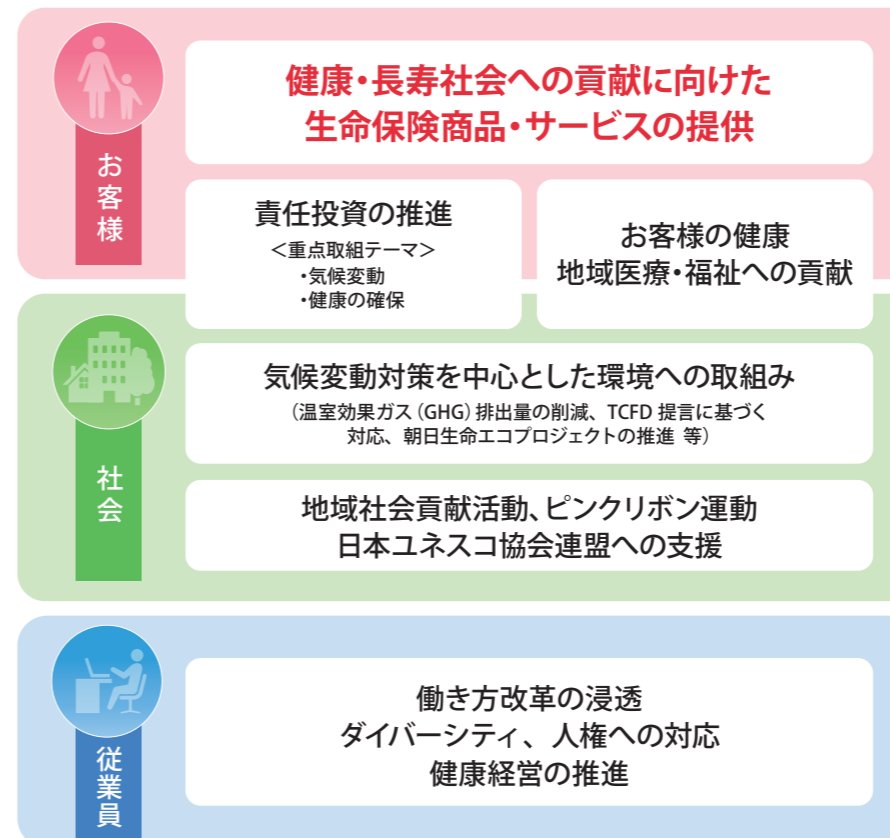 お客様
健康・長寿社会への貢献に向けた
生命保険商品・サービスの提供
責任投資の推進
＜重点取組テーマ＞
・気候変動
・健康の確保
お客様の健康
地域医療・福祉への貢献
社会
気候変動対策を中心とした環境への取組み
（温室効果ガス（GHG）排出量の削減、TCFD 提言に基づく
対応、朝日生命エコプロジェクトの推進 等）
地域社会貢献活動、ピンクリボン運動
日本ユネスコ協会連盟への支援
従業員
働き方改革の浸透
ダイバーシティ、人権への対応
健康経営の推進